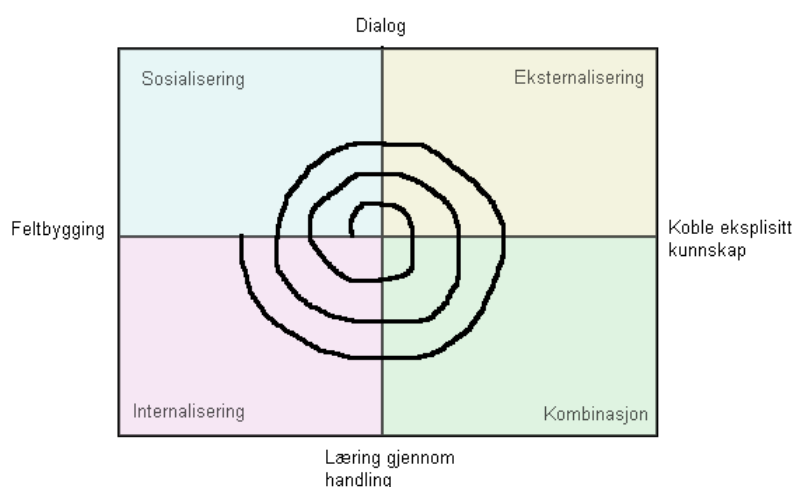 Dialog
Sosialisering
Eksternalisering
Feltbygging
Koble eksplisitt
kunnskap
Internalisering
Kombinasjon
Læring gjennom
handling